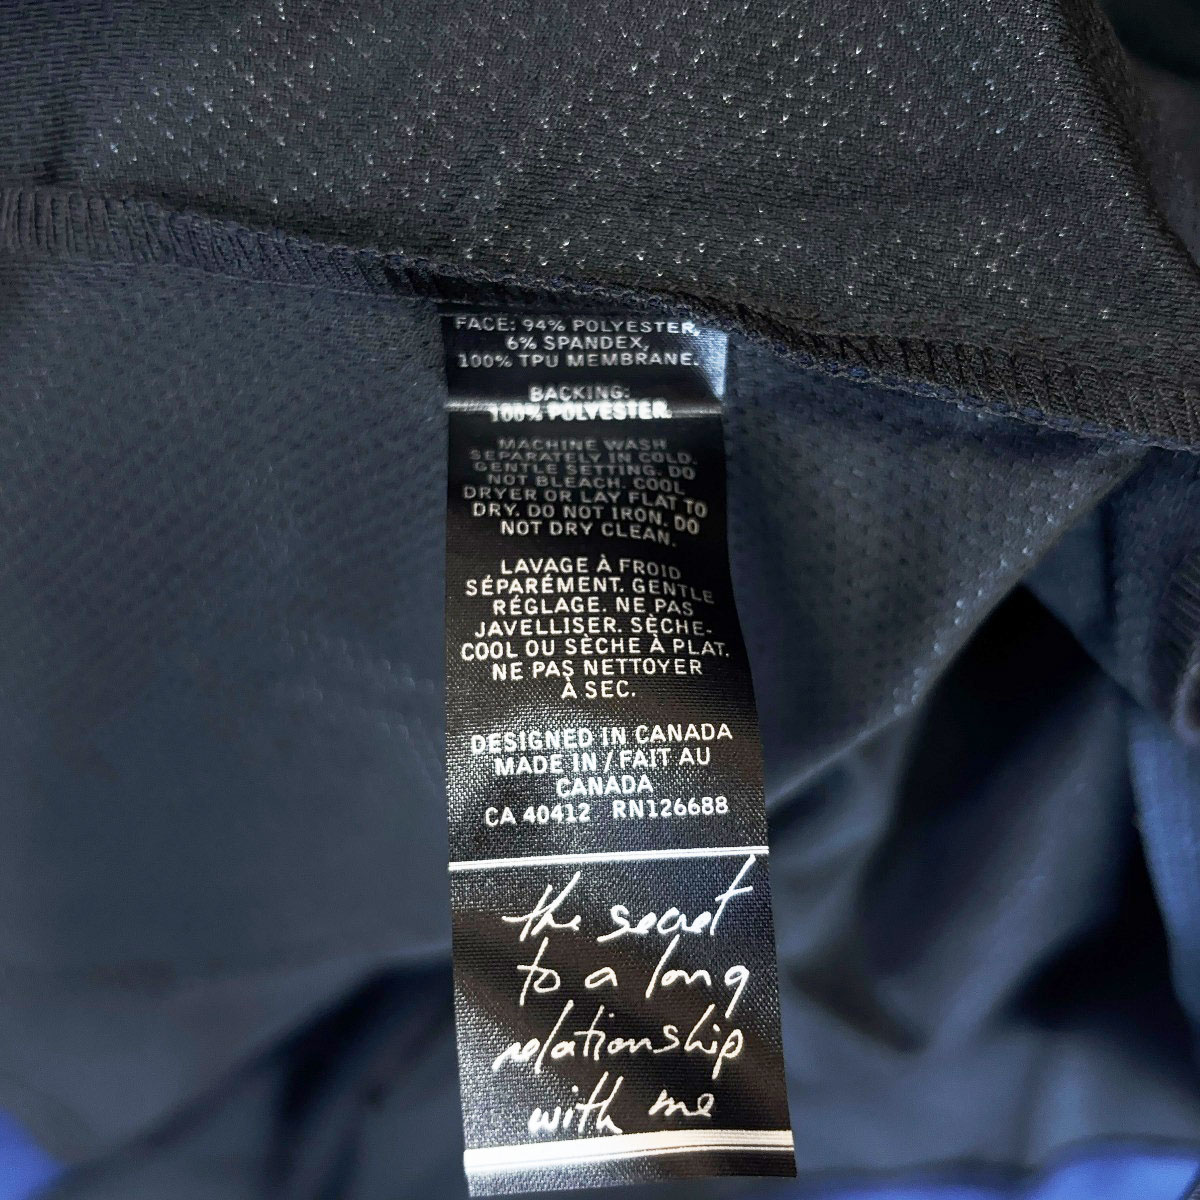 FACE: 94% POLYESTER,
6% SPANDEX,
100% TPU MEMBRANE.
BACKING:
100% POLYESTER.
MACHINE WASH
SEPARATELY IN COLD,
GENTLE SETTING. DO
NOT BLEACH. COOL
DRYER OR LAY FLAT TO
DRY. DO NOT IRON. DO
NOT DRY CLEAN.
LAVAGE À FROID
SÉPARÉMENT. GENTLE
RÉGLAGE. NE PAS
JAVELLISER. SÈCHE-
COOL OU SÈCHE À PLAT.
NE PAS NETTOYER
À SEC.
DESIGNED IN CANADA
MADE IN / FAIT AU
CANADA
CA 40412 RN126688
the secret
to a long
relationship
with me